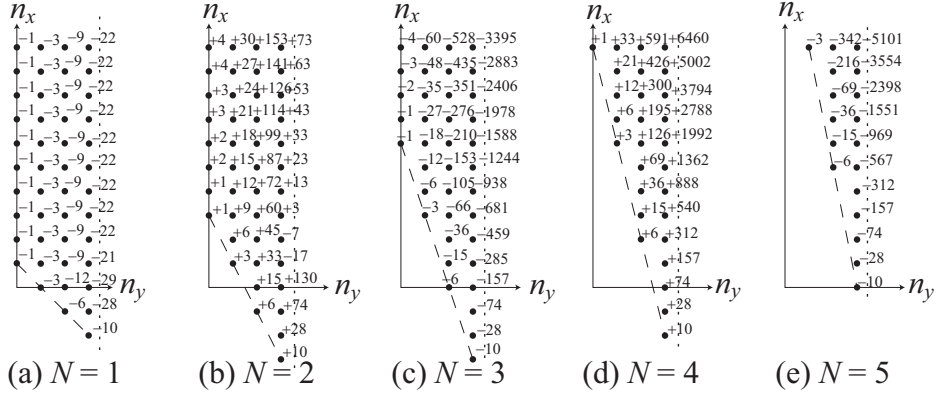 n_x
−1 −3 −9 −22
−1 −3 −9 −22
−1 −3 −9 −22
−1 −3 −9 −22
−1 −3 −9 −22
−1 −3 −9 −22
−1 −3 −9 −22
−1 −3 −9 −22
−1 −3 −9 −22
−1 −3 −9 −21
−3 −12 −29
n_y
−6 −28
−10
(a) N = 1
n_x
+4 +30 +153 +73
+4 +27 +141 +63
+3 +24 +126 +53
+3 +21 +114 +43
+2 +18 +99 +33
+2 +15 +87 +23
+1 +12 +72 +13
+1 +9 +60 +3
+6 +45 −7
+3 +33 −17
+15 +130
n_y
+6 +74
+28
+10
(b) N = 2
n_x
−4 −60 −528 −3395
−3 −48 −435 −2883
−2 −35 −351 −2406
−1 −27 −276 −1978
−1 −18 −210 −1588
−12 −153 −1244
−6 −105 −938
−3 −66 −681
−36 −459
−15 −285
−6 −157
n_y
−74
−28
−10
(c) N = 3
n_x
+1 +33 +591 +6460
+21 +426 +5002
+12 +300 +3794
+6 +195 +2788
+3 +126 +1992
+69 +1362
+36 +888
+15 +540
+6 +312
+157
+74
n_y
+28
+10
(d) N = 4
n_x
−3 −342 −5101
−216 −3554
−69 −2398
−36 −1551
−15 −969
−6 −567
−312
−157
−74
−28
−10
n_y
(e) N = 5